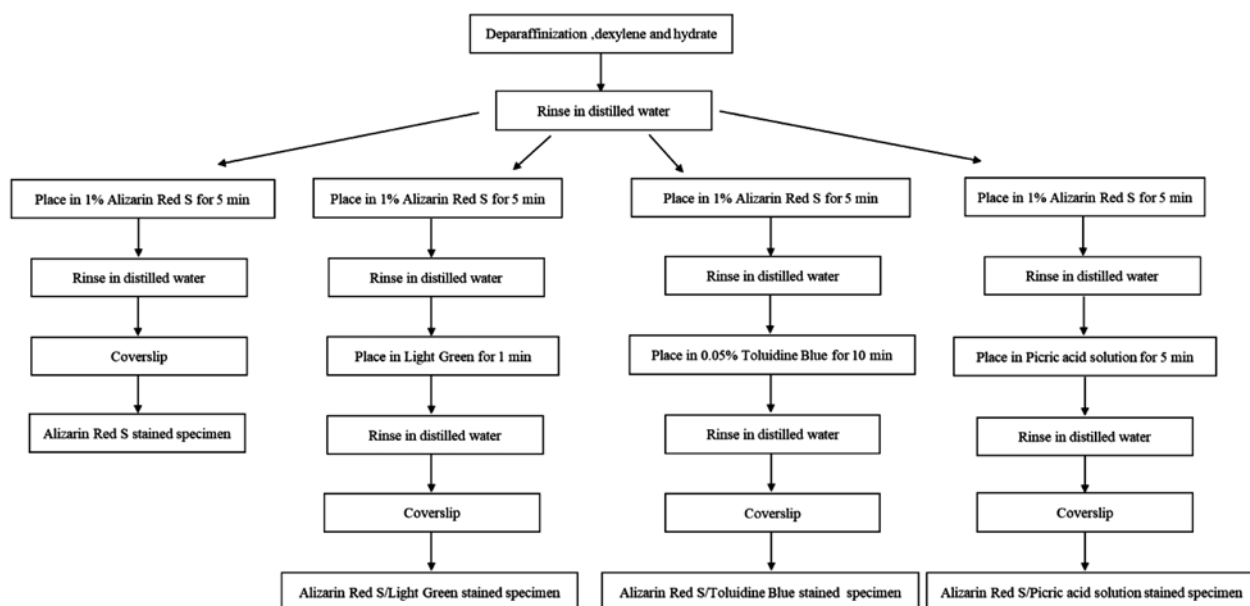 Deparaffinization ,dexylene and hydrate
Rinse in distilled water
Place in 1% Alizarin Red S for 5 min
Place in 1% Alizarin Red S for 5 min
Place in 1% Alizarin Red S for 5 min
Place in 1% Alizarin Red S for 5 min
Rinse in distilled water
Rinse in distilled water
Rinse in distilled water
Rinse in distilled water
Coverslip
Place in Light Green for 1 min
Place in 0.05% Toluidine Blue for 10 min
Place in Picric acid solution for 5 min
Alizarin Red S stained specimen
Rinse in distilled water
Rinse in distilled water
Rinse in distilled water
Coverslip
Coverslip
Coverslip
Alizarin Red S/Light Green stained specimen
Alizarin Red S/Toluidine Blue stained specimen
Alizarin Red S/Picric acid solution stained specimen